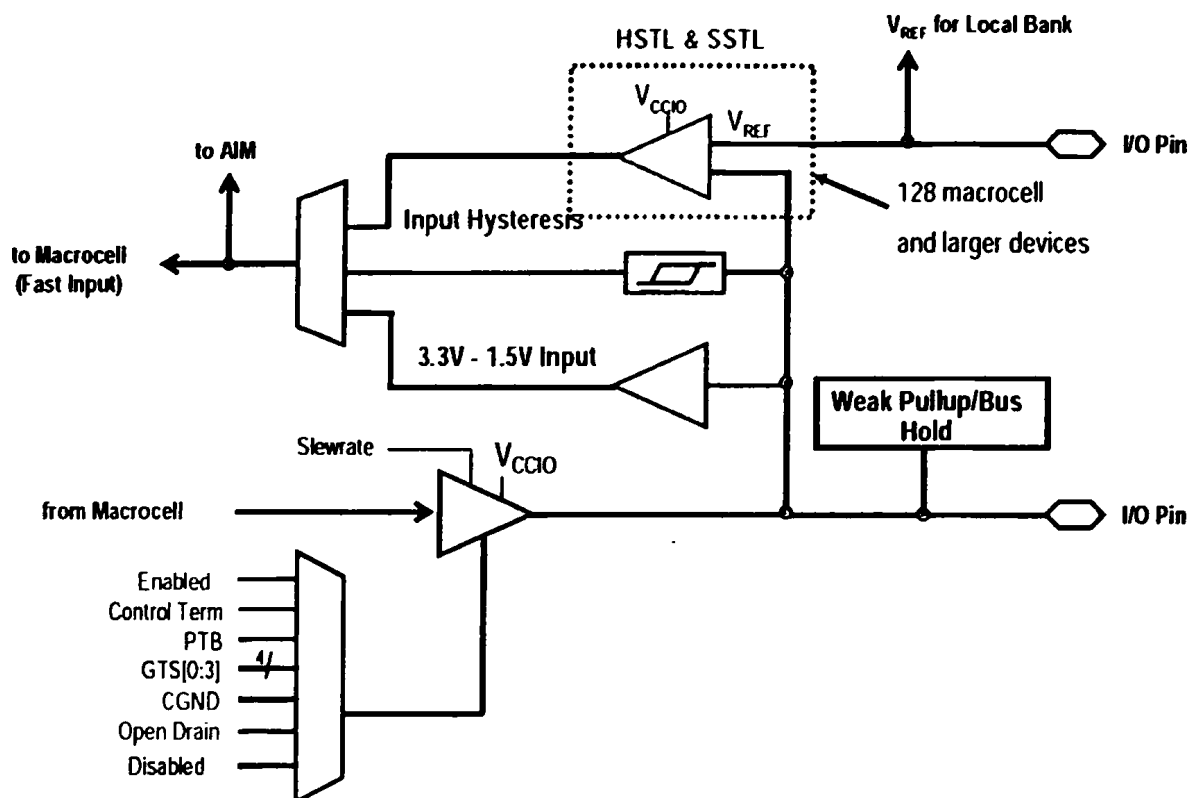 HSTL & SSTL
V_REF for Local Bank
V_CCIO
V_REF
I/O Pin
to AIM
128 macrocell
and larger devices
Input Hysteresis
to Macrocell
(Fast Input)
3.3V - 1.5V Input
Weak Pullup/Bus
Hold
Slewrate
V_CCIO
from Macrocell
I/O Pin
Enabled
Control Term
PTB
GTS[0:3]
4/
CGND
Open Drain
Disabled